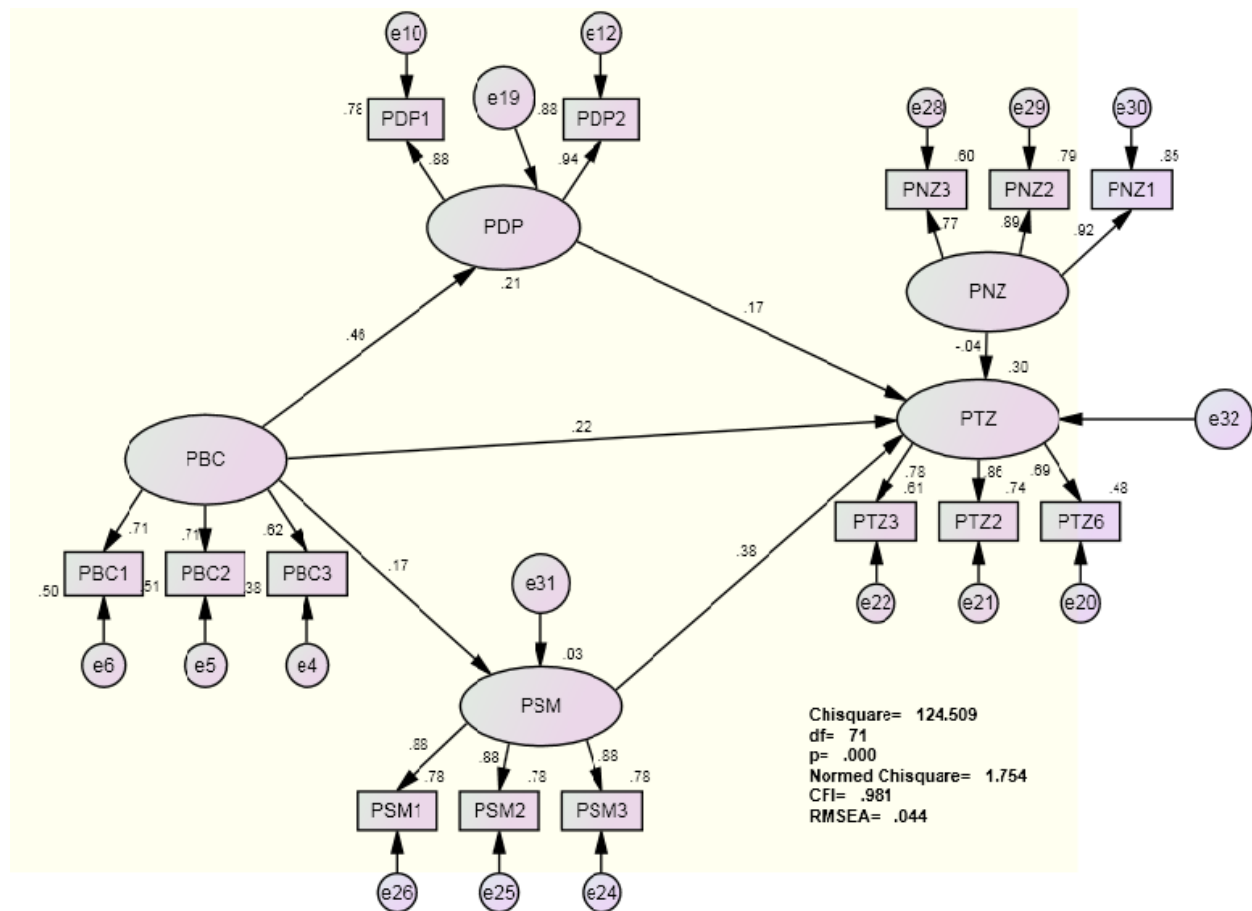 e10
e12
e19
.78
PDP1
.88
PDP2
.88
.94
PDP
.21
e28
e29
e30
.60
.79
.85
PNZ3
PNZ2
PNZ1
.77
.89
.92
PNZ
-.04
.30
.17
.46
PBC
.22
PTZ
e32
.71
.71
.62
PBC1
PBC2
PBC3
.50
.51
.38
e6
e5
e4
.17
.38
.78
.86
.69
.61
.74
.48
PTZ3
PTZ2
PTZ6
e22
e21
e20
e31
.03
PSM
.88
.88
.88
.78
.78
.78
PSM1
PSM2
PSM3
e26
e25
e24
Chisquare= 124.509
df= 71
p= .000
Normed Chisquare= 1.754
CFI= .981
RMSEA= .044